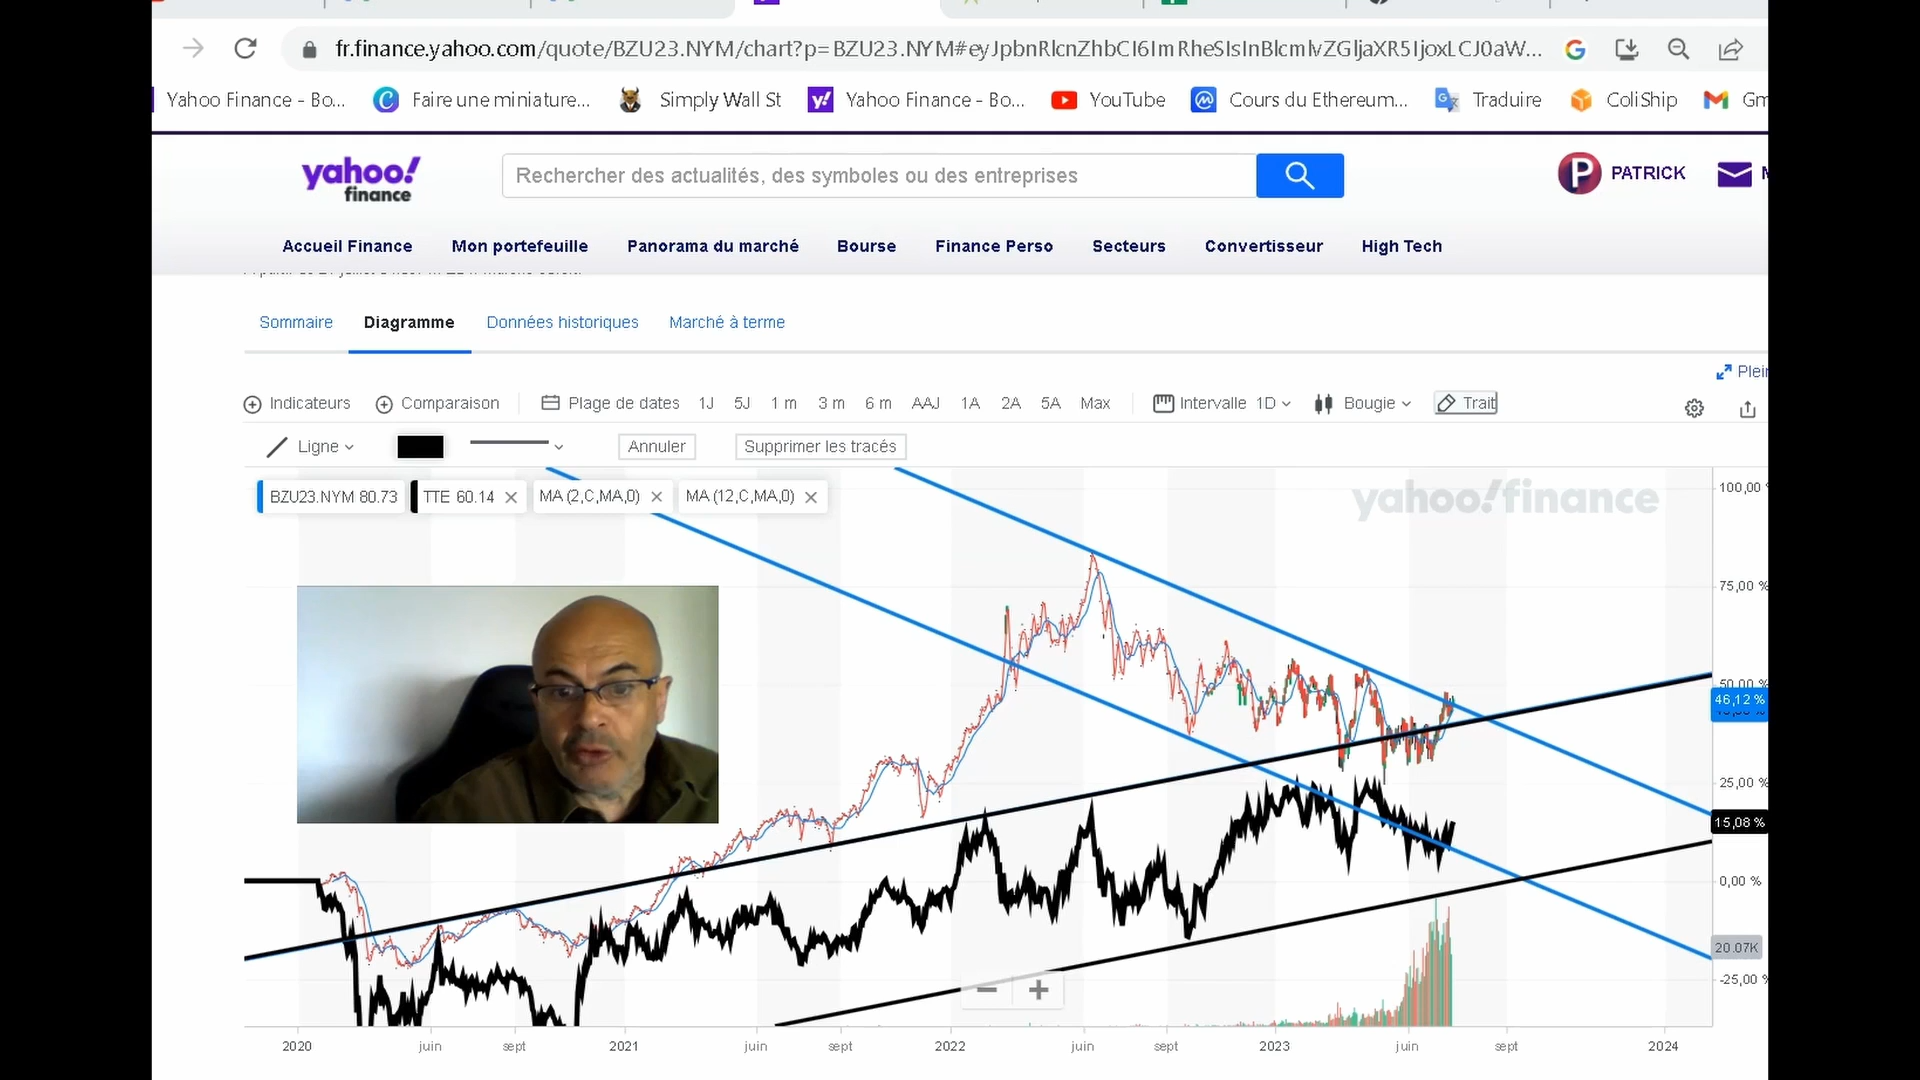 fr.finance.yahoo.com/quote/BZU23.NYM/chart?p=BZU23.NYM#eyJpbnRlcnZhbCI6ImRheSIsInBlcmlvZGljaXR5IjoxLCJ0aW...
Yahoo Finance - Bo... Faire une miniature... Simply Wall St Yahoo Finance - Bo... YouTube Cours du Ethereum... Traduire ColiShip Gm
yahoo! finance
Rechercher des actualités, des symboles ou des entreprises
P PATRICK
Accueil Finance Mon portefeuille Panorama du marché Bourse Finance Perso Secteurs Convertisseur High Tech
Sommaire Diagramme Données historiques Marché à terme
Plei
Indicateurs Comparaison Plage de dates 1J 5J 1 m 3 m 6 m AAJ 1A 2A 5A Max Intervalle 1D Bougie Trait
Ligne Annuler Supprimer les tracés
BZU23.NYM 80.73 TTE 60.14 MA (2,C,MA,0) MA (12,C,MA,0)
yahoo!finance
100,00 %
75,00 %
50,00 %
46,12 %
25,00 %
15,08 %
0,00 %
20.07K
-25,00 %
2020 juin sept 2021 juin sept 2022 juin sept 2023 juin sept 2024